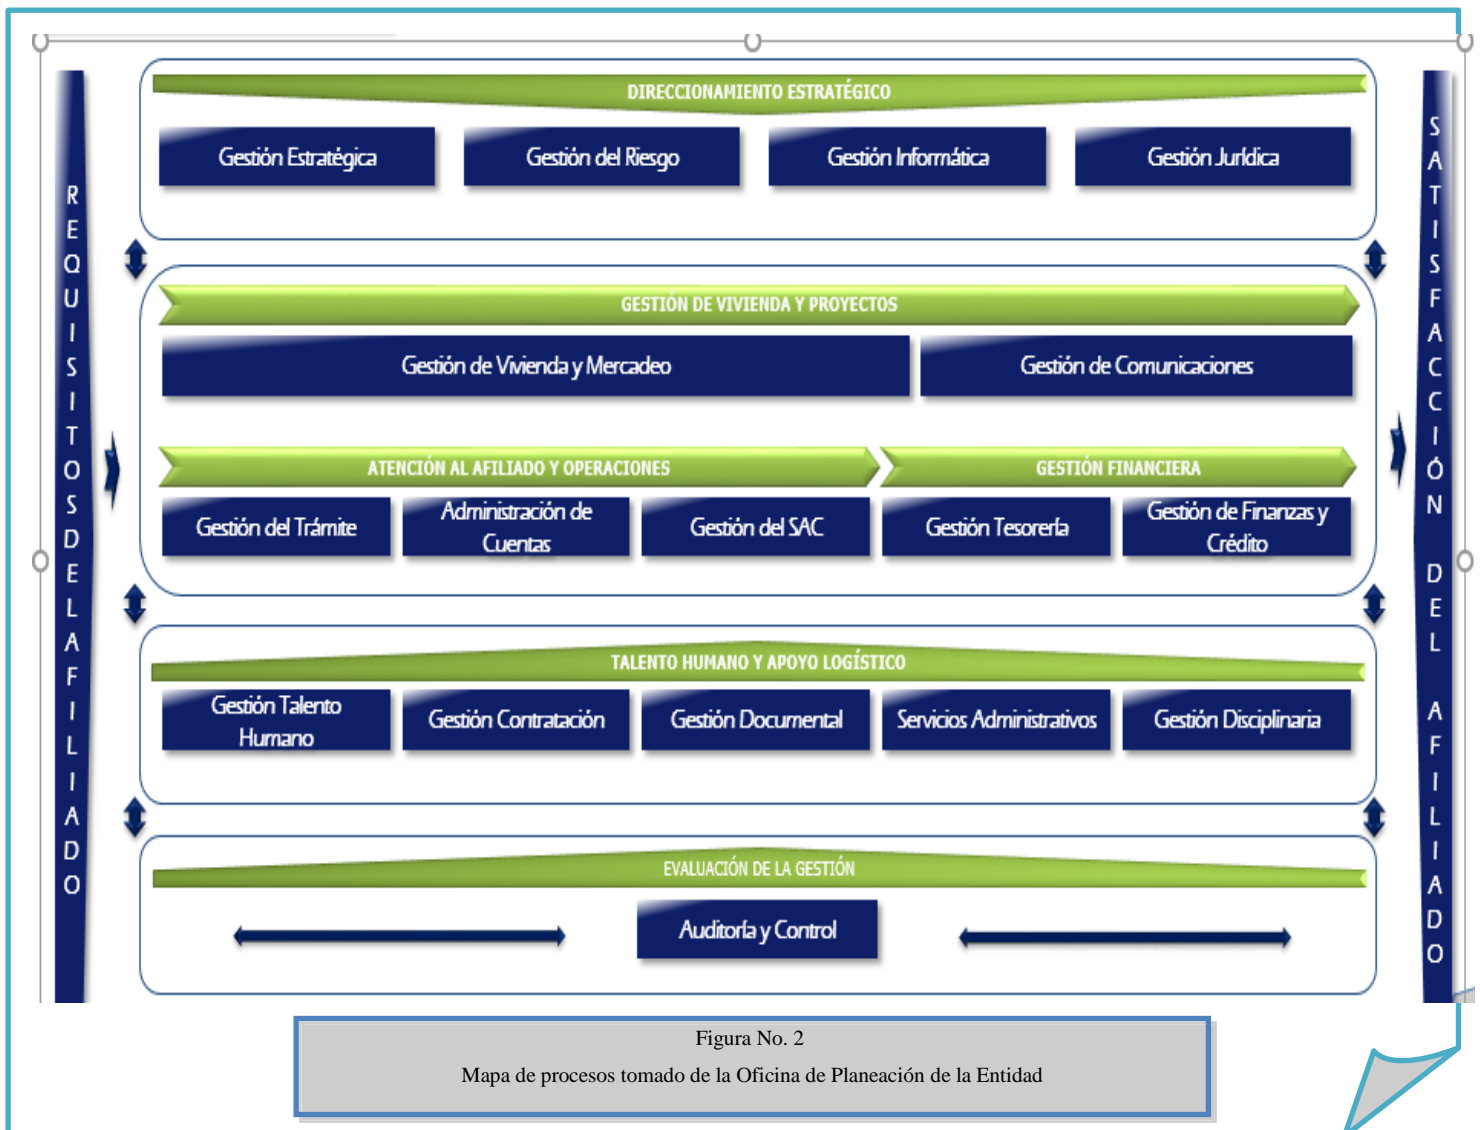 REQUISITOS DEL AFILIADO
DIRECCIONAMIENTO ESTRATÉGICO
Gestión Estratégica
Gestión del Riesgo
Gestión Informática
Gestión Jurídica
GESTIÓN DE VIVIENDA Y PROYECTOS
Gestión de Vivienda y Mercadeo
Gestión de Comunicaciones
ATENCIÓN AL AFILIADO Y OPERACIONES
GESTIÓN FINANCIERA
Gestión del Trámite
Administración de
Cuentas
Gestión del SAC
Gestión Tesorería
Gestión de Finanzas y
Crédito
TALENTO HUMANO Y APOYO LOGÍSTICO
Gestión Talento
Humano
Gestión Contratación
Gestión Documental
Servicios Administrativos
Gestión Disciplinaria
EVALUACIÓN DE LA GESTIÓN
Auditoría y Control
SATISFACCIÓN DEL AFILIADO
Figura No. 2
Mapa de procesos tomado de la Oficina de Planeación de la Entidad